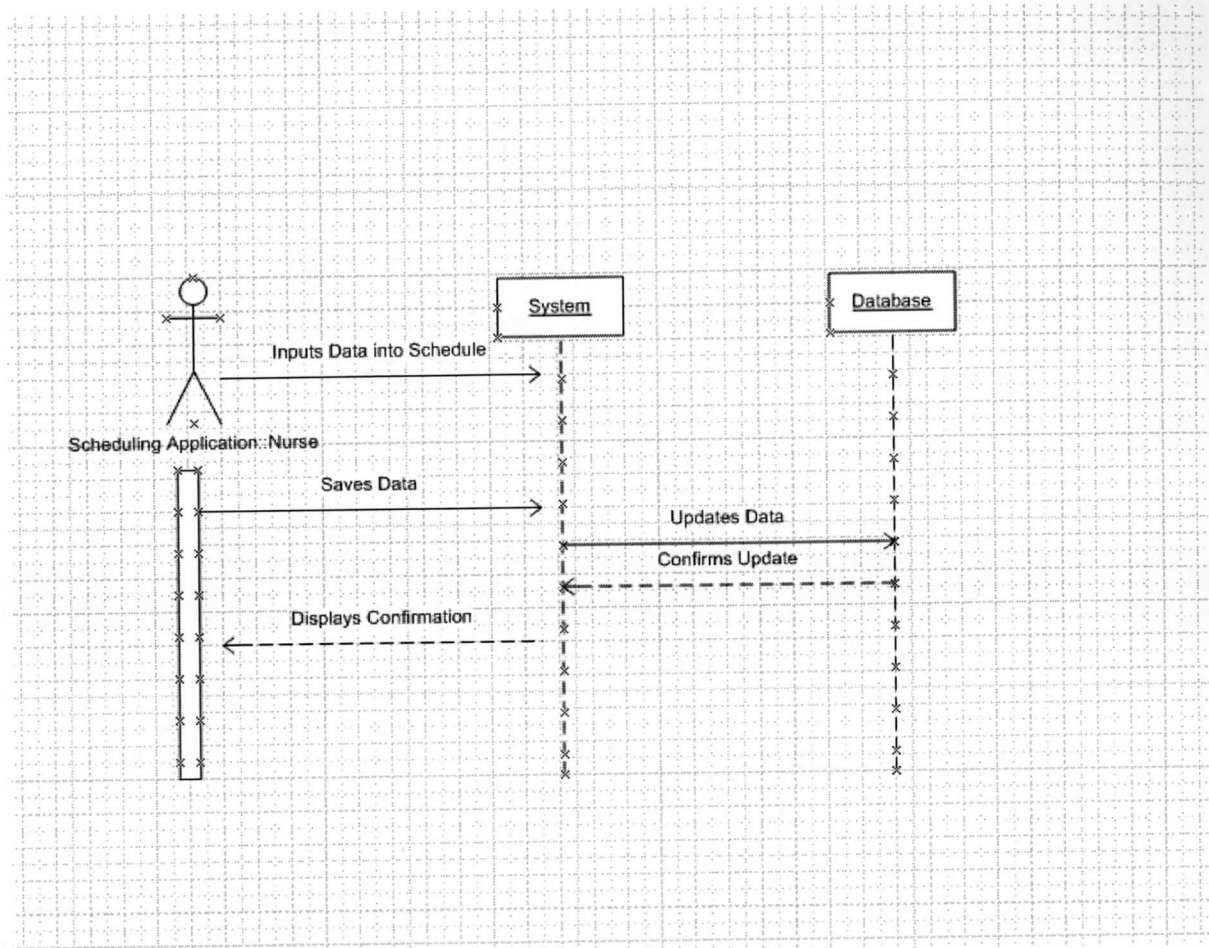 System
Database
Inputs Data into Schedule
Scheduling Application::Nurse
Saves Data
Updates Data
Confirms Update
Displays Confirmation